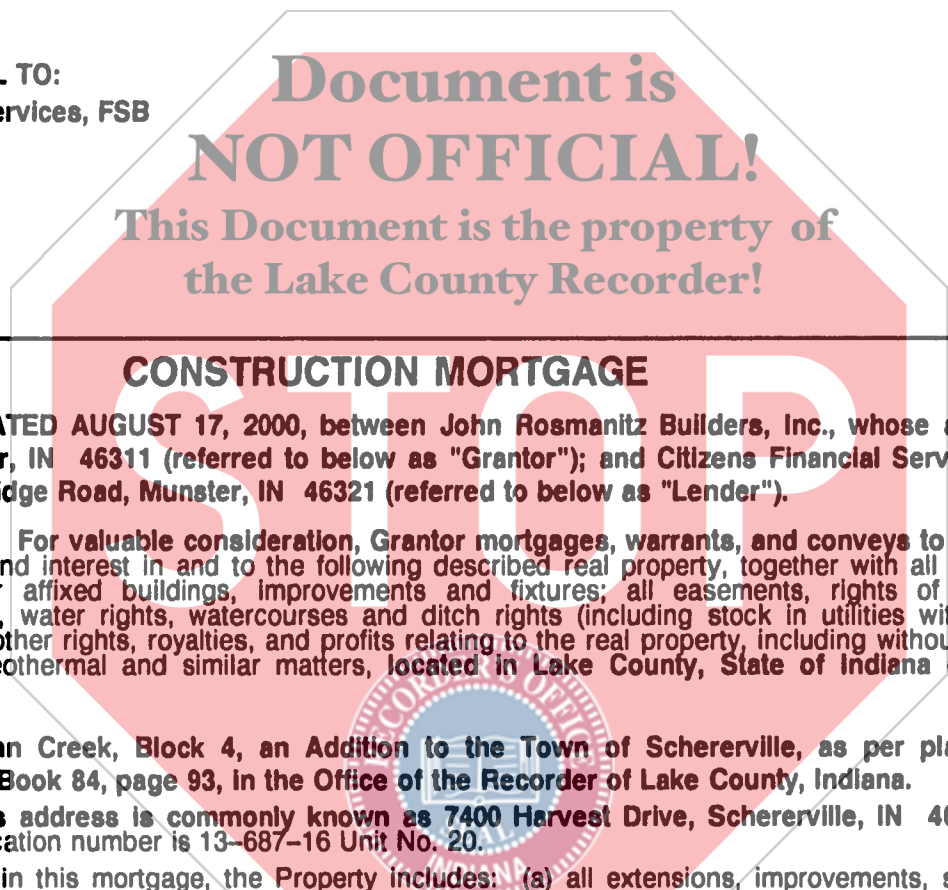 TO:
ervices, FSB
Document is
NOT OFFICIAL!
This Document is the property of
the Lake County Recorder!
STOP
CONSTRUCTION MORTGAGE
ATED AUGUST 17, 2000, between John Rosmanitz Builders, Inc., whose a
r, IN 46311 (referred to below as "Grantor"); and Citizens Financial Serv
idge Road, Munster, IN 46321 (referred to below as "Lender").
For valuable consideration, Grantor mortgages, warrants, and conveys to
nd interest in and to the following described real property, together with all
affixed buildings, improvements and fixtures; all easements, rights of
water rights, watercourses and ditch rights (including stock in utilities wi
other rights, royalties, and profits relating to the real property, including withou
eothermal and similar matters, located in Lake County, State of Indiana
an Creek, Block 4, an Addition to the Town of Schererville, as per pla
Book 84, page 93, in the Office of the Recorder of Lake County, Indiana.
s address is commonly known as 7400 Harvest Drive, Schererville, IN 46
cation number is 13–687–16 Unit No. 20.
in this mortgage, the Property includes: (a) all extensions, improvements,
RECORDER'S OFFICE
SEAL
INDIANA